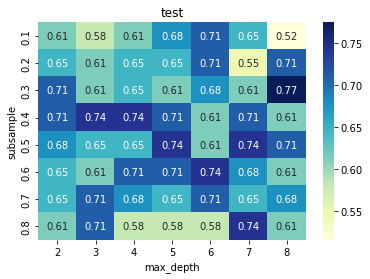 test
0.1 0.61 0.58 0.61 0.68 0.71 0.65 0.52
0.2 0.65 0.61 0.65 0.65 0.71 0.55 0.71
0.3 0.71 0.61 0.65 0.61 0.68 0.61 0.77
0.4 0.71 0.74 0.74 0.71 0.61 0.71 0.61
0.5 0.68 0.65 0.65 0.74 0.61 0.74 0.71
0.6 0.65 0.61 0.71 0.71 0.74 0.68 0.61
0.7 0.65 0.71 0.68 0.68 0.71 0.65 0.68
0.8 0.61 0.71 0.58 0.58 0.58 0.74 0.61
2 3 4 5 6 7 8
max_depth
subsample
0.75
0.70
0.65
0.60
0.55